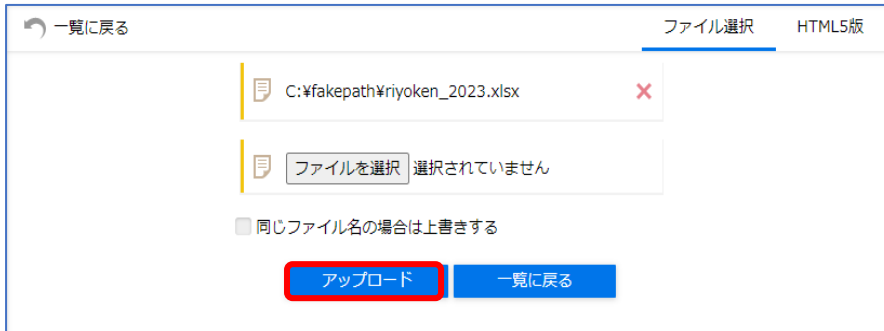 一覧に戻る ファイル選択 HTML5版
C:¥fakepath¥riyoken_2023.xlsx
ファイルを選択 選択されていません
同じファイル名の場合は上書きする
アップロード 一覧に戻る